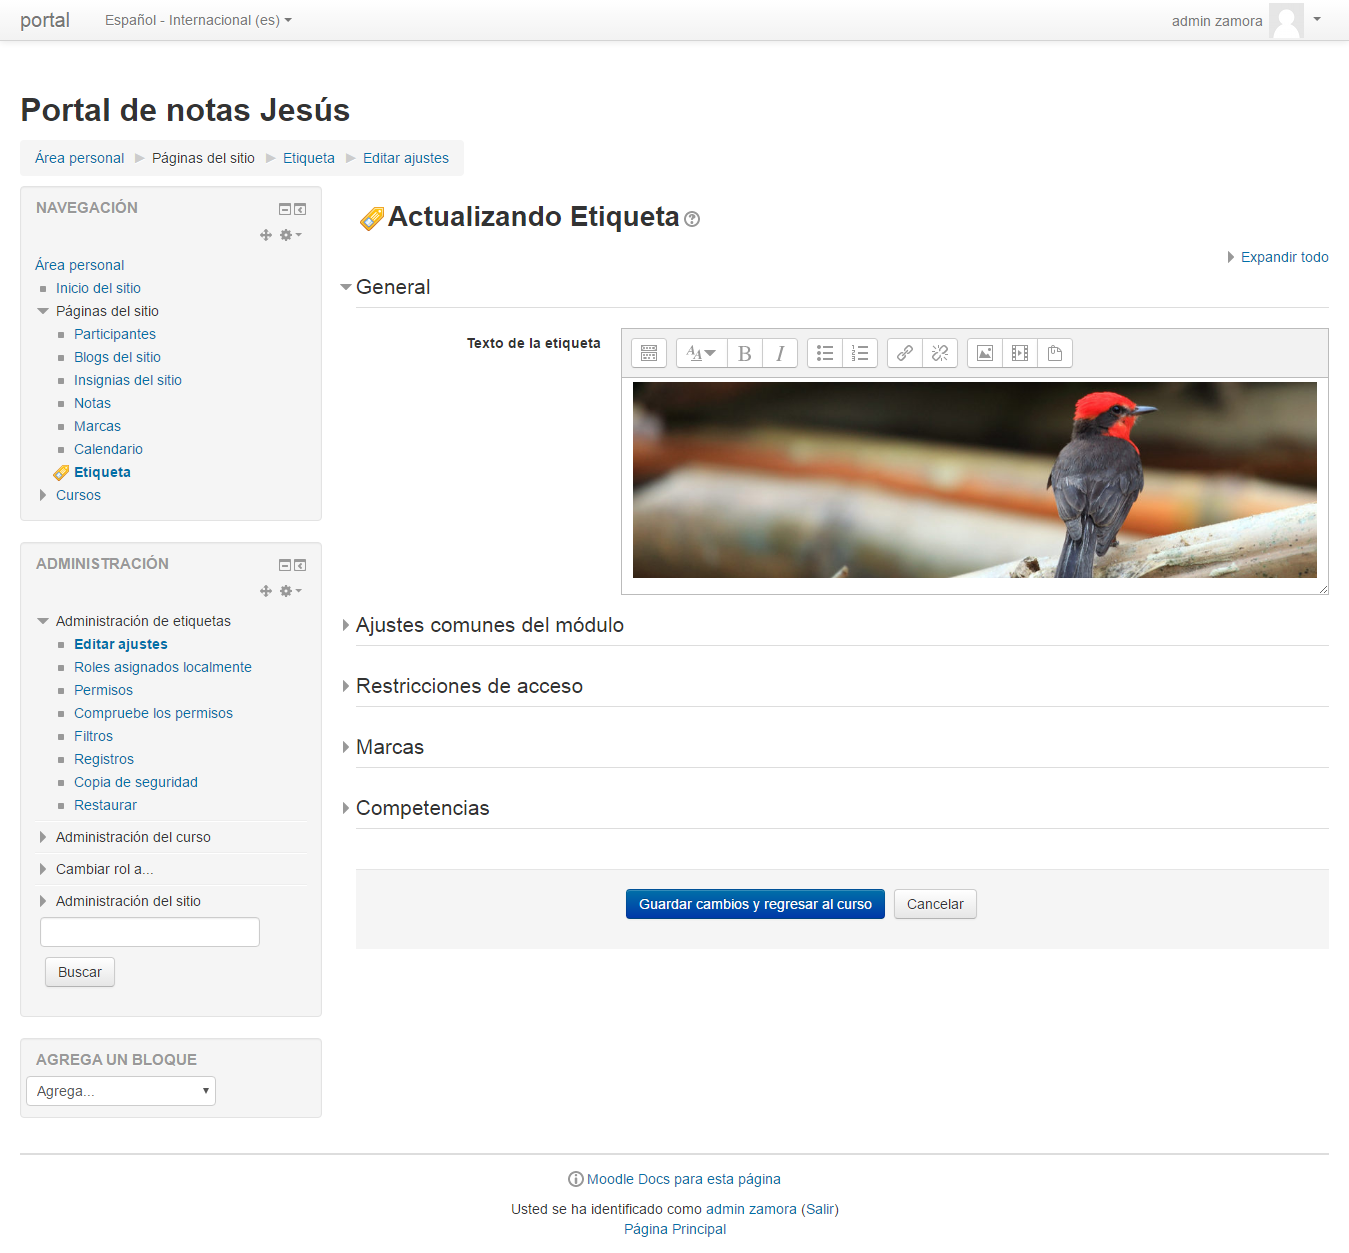 portal
Español - Internacional (es)
admin zamora
Portal de notas Jesús
Área personal
Páginas del sitio
Etiqueta
Editar ajustes
NAVEGACIÓN
Área personal
Inicio del sitio
Páginas del sitio
Participantes
Blogs del sitio
Insignias del sitio
Notas
Marcas
Calendario
Etiqueta
Cursos
ADMINISTRACIÓN
Administración de etiquetas
Editar ajustes
Roles asignados localmente
Permisos
Compruebe los permisos
Filtros
Registros
Copia de seguridad
Restaurar
Administración del curso
Cambiar rol a...
Administración del sitio
Buscar
AGREGA UN BLOQUE
Agrega...
Actualizando Etiqueta
Expandir todo
General
Texto de la etiqueta
Ajustes comunes del módulo
Restricciones de acceso
Marcas
Competencias
Guardar cambios y regresar al curso
Cancelar
Moodle Docs para esta página
Usted se ha identificado como admin zamora (Salir)
Página Principal